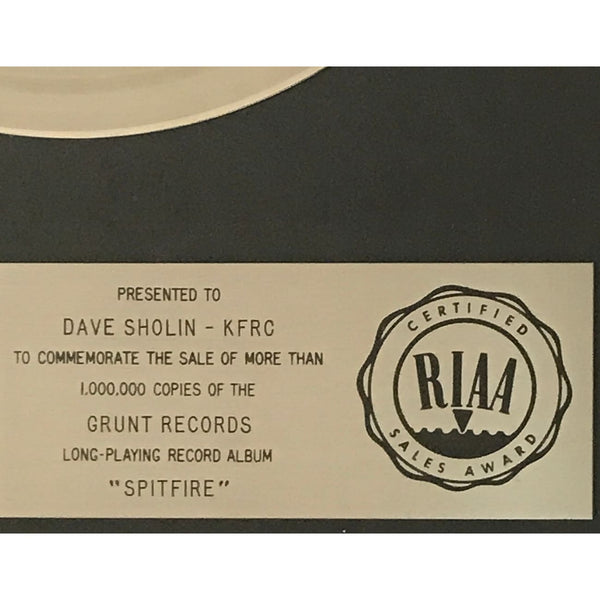 PRESENTED TO
DAVE SHOLIN - KFRC
TO COMMEMORATE THE SALE OF MORE THAN
1,000,000 COPIES OF THE
GRUNT RECORDS
LONG-PLAYING RECORD ALBUM
"SPITFIRE"
CERTIFIED
RIAA
SALES AWARD